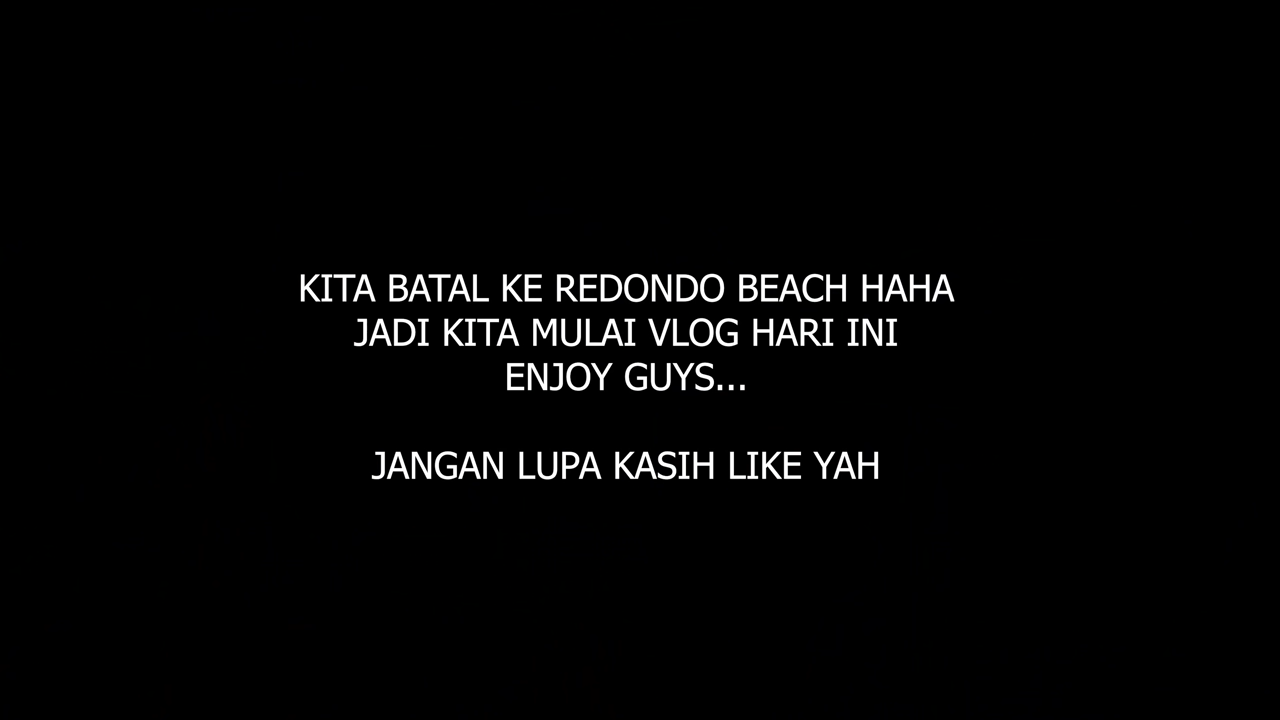 KITA BATAL KE REDONDO BEACH HAHA
JADI KITA MULAI VLOG HARI INI
ENJOY GUYS...
JANGAN LUPA KASIH LIKE YAH